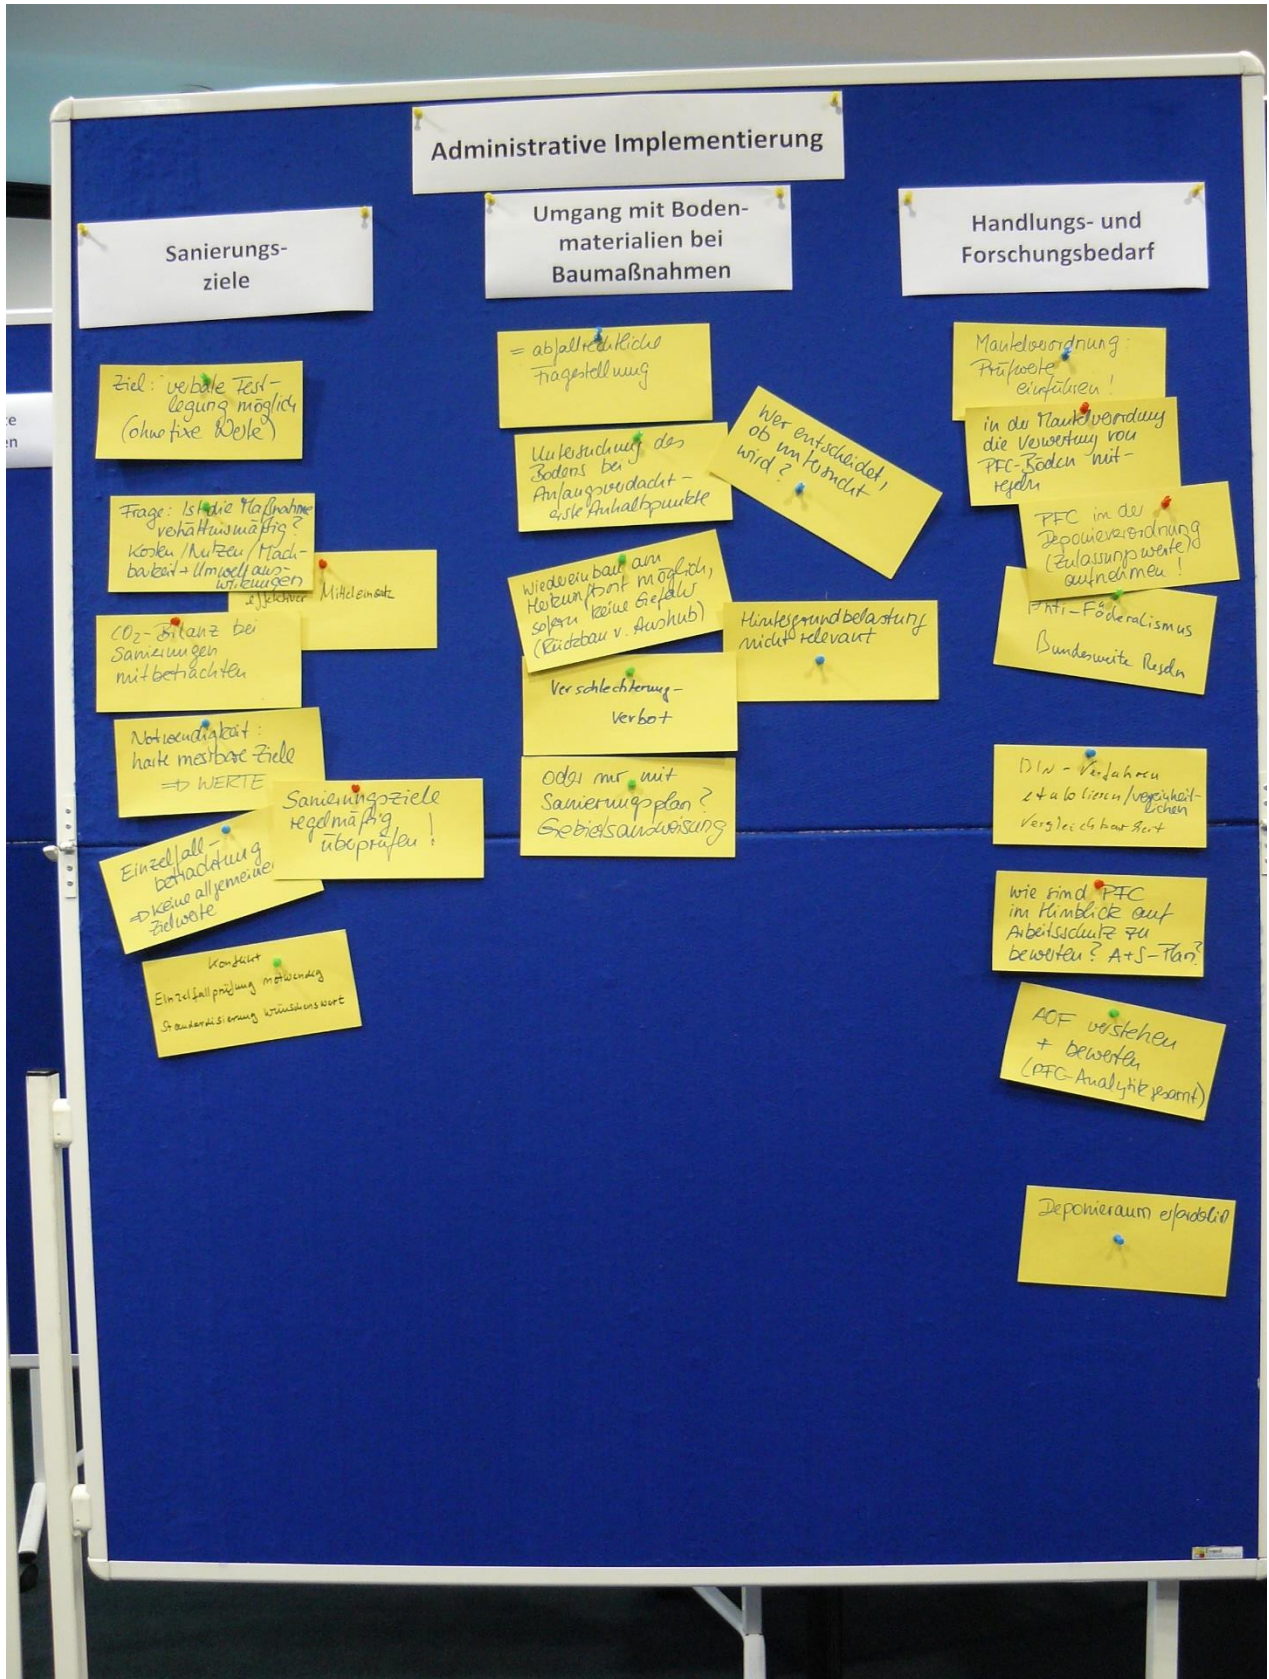 Administrative Implementierung
Sanierungs-
ziele
Ziel: verbale Fest-
legung möglich
(ohne fixe Werte)
Frage: Ist die Maßnahme
verhältnismäßig?
Kosten/Nutzen/Mach-
barkeit + Umweltaus-
wirkungen
effektiver Mitteleinsatz
CO2-Bilanz bei
Sanierungen
mitbetrachten
Notwendigkeit:
harte messbare Ziele
⇒ WERTE
Sanierungsziele
regelmäßig
überprüfen!
Einzelfall-
betrachtung
⇒ keine allgemeinen
Zielwerte
Konflikt
Einzelfallprüfung notwendig
Standardisierung wünschenswert
Umgang mit Boden-
materialien bei
Baumaßnahmen
= abfallrechtliche
Fragestellung
Untersuchung des
Bodens bei
Anfangsverdacht -
erste Anhaltspunkte
Wer entscheidet,
ob untersucht
wird?
Wiedereinbau am
Herkunftsort möglich,
sofern keine Gefahr
(Rückbau v. Aushub)
Hintergrundbelastung
nicht relevant
Verschlechterung-
verbot
Oder nur mit
Sanierungsplan?
Gebietsausweisung
Handlungs- und
Forschungsbedarf
Mantelverordnung:
Prüfwerte
einführen!
in der Mantelverordnung
die Verwertung von
PFC-Böden mit-
regeln
PFC in der
Deponieverordnung
(Zulassungswerte)
aufnehmen!
Anti-Föderalismus
Bundesweite Regeln
DIN-Verfahren
etablieren/vereinheit-
lichen
Vergleichbarkeit
Wie sind PFC
im Hinblick auf
Arbeitsschutz zu
bewerten? A+S-Plan?
AOF verstehen
+ bewerten
(PFC-Analytik gesamt)
Deponieraum erforderlich